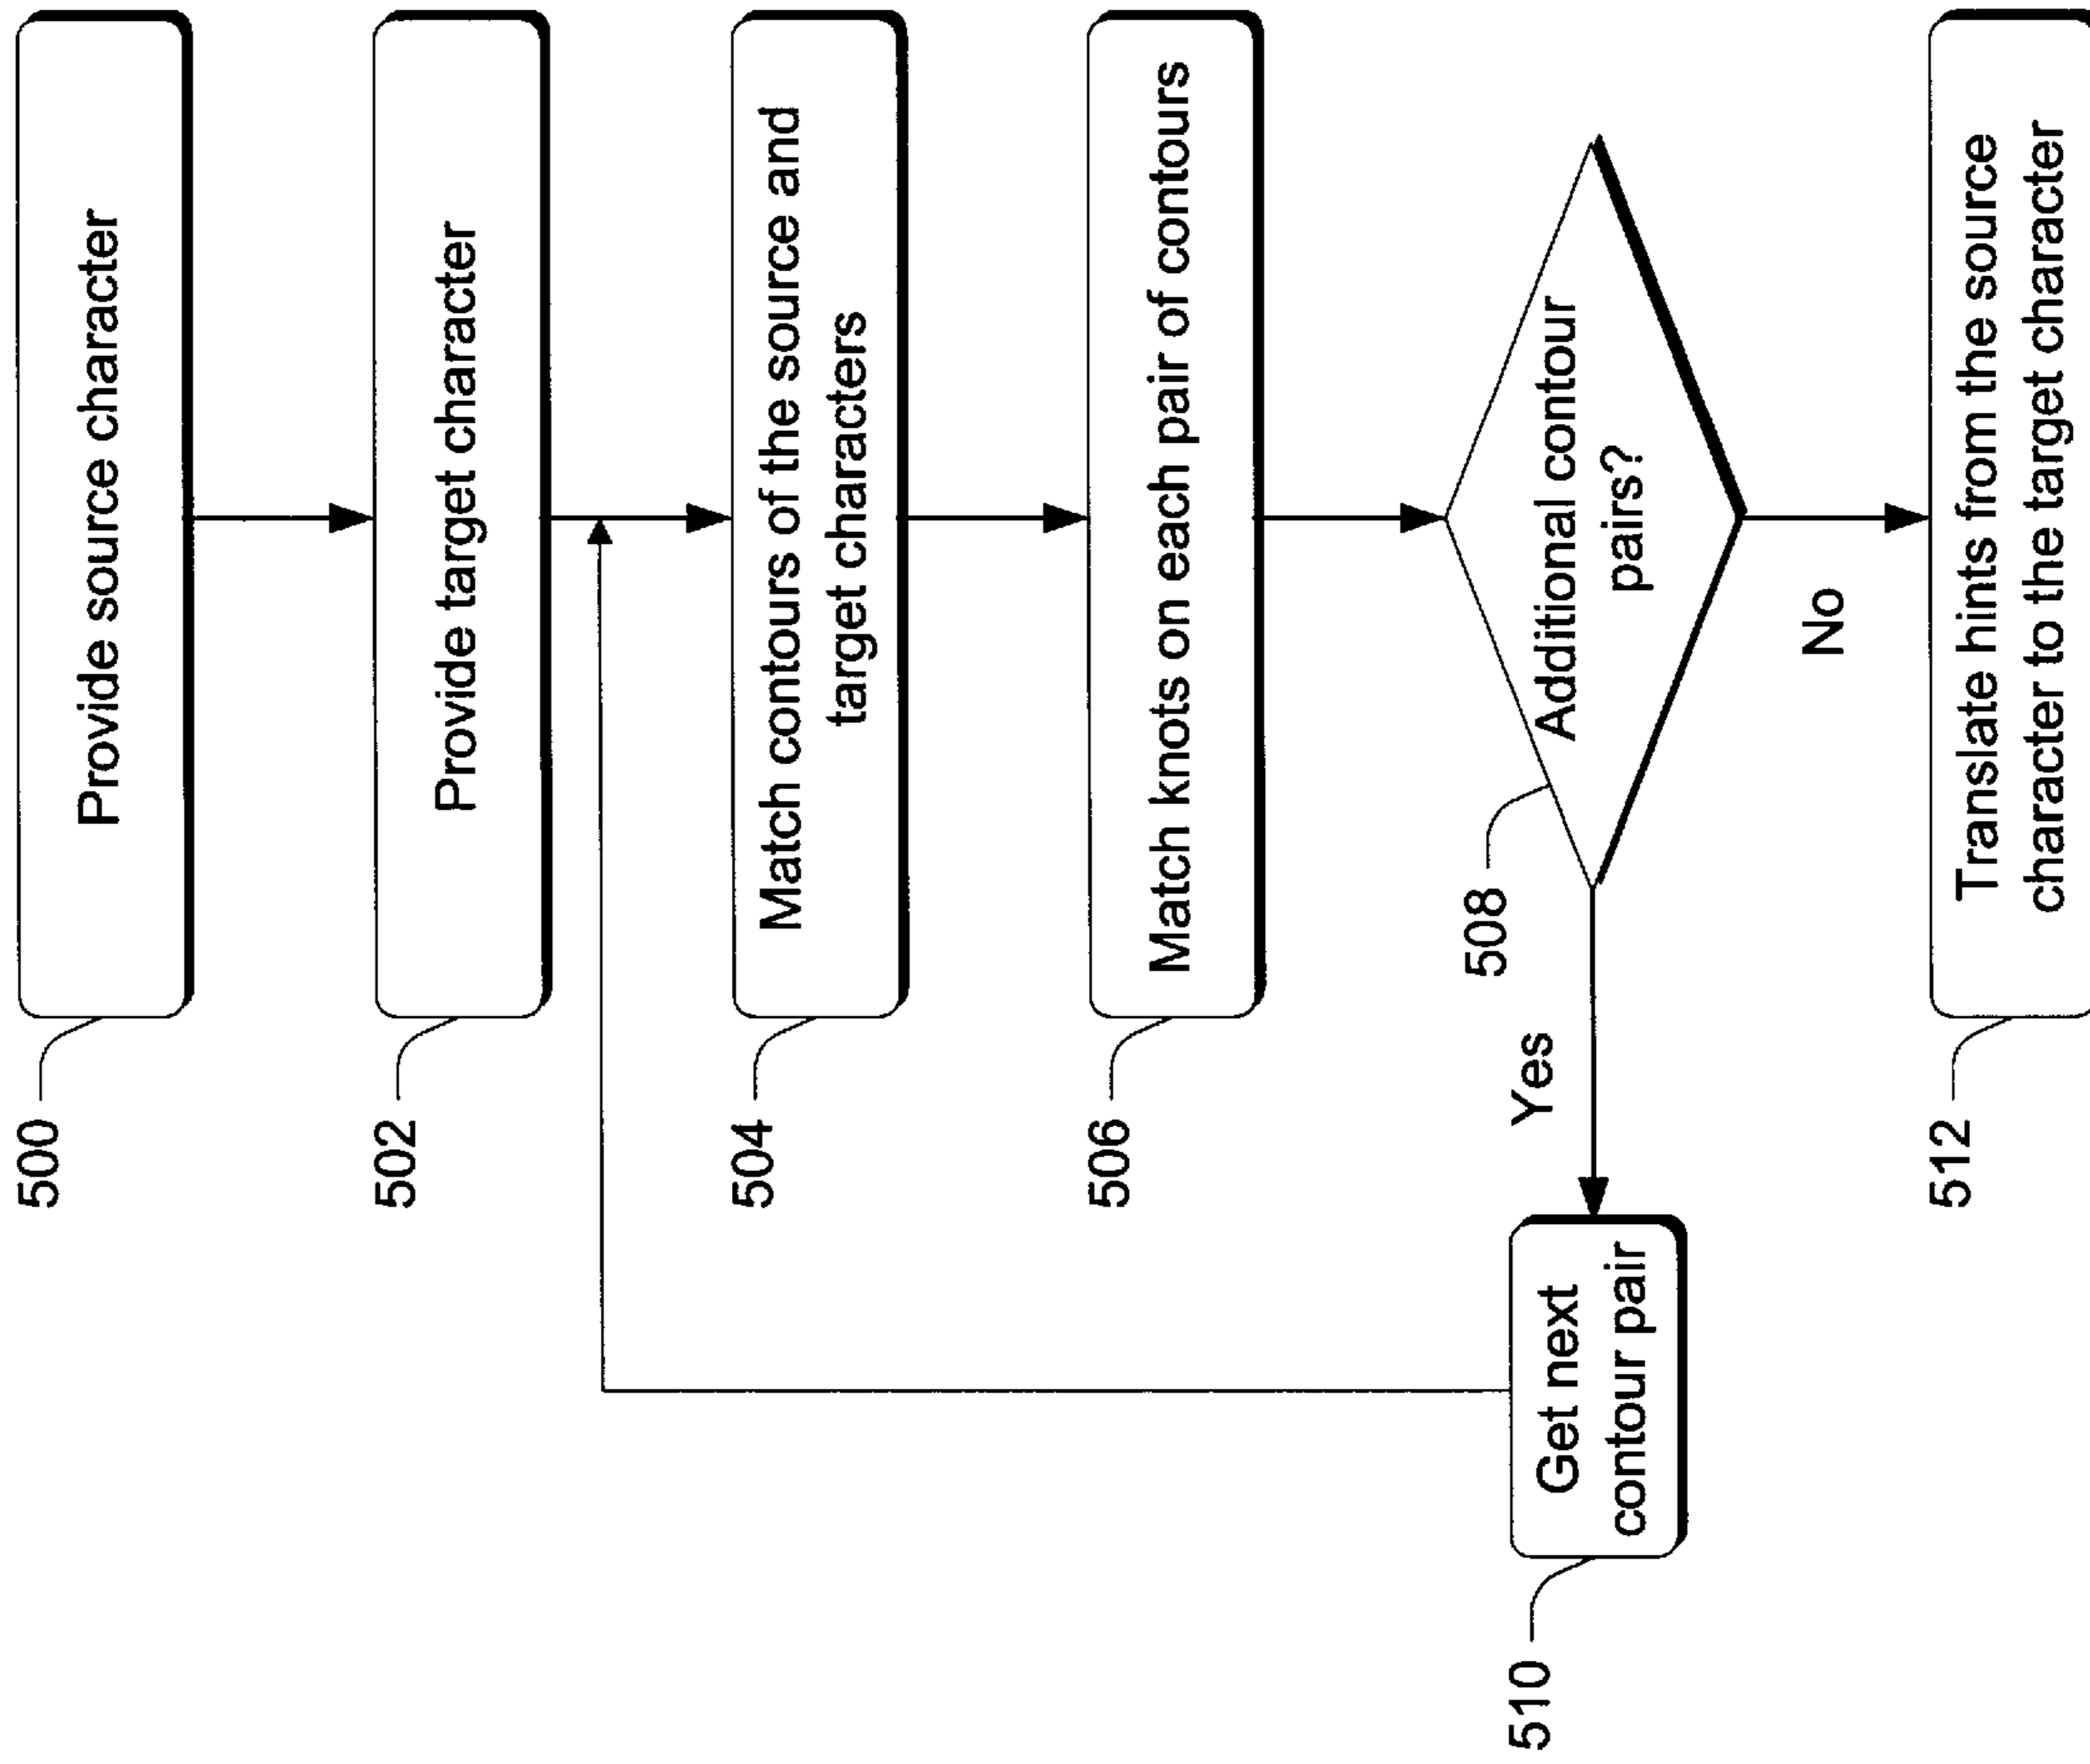 500
Provide source character
502
Provide target character
504
Match contours of the source and
target characters
506
Match knots on each pair of contours
508
Additional contour
pairs?
Yes
No
510
Get next
contour pair
512
Translate hints from the source
character to the target character